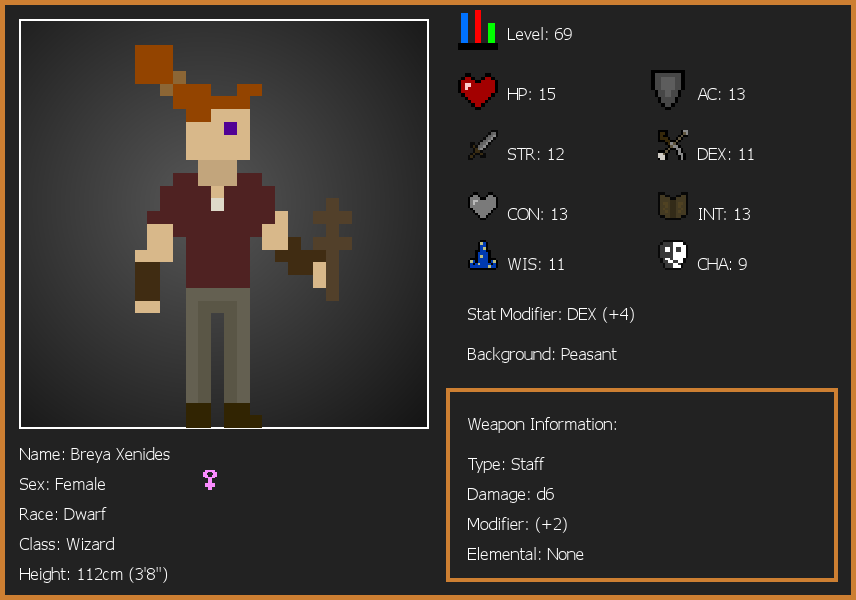 Level: 69
HP: 15
AC: 13
STR: 12
DEX: 11
CON: 13
INT: 13
WIS: 11
CHA: 9
Stat Modifier: DEX (+4)
Background: Peasant
Weapon Information:
Type: Staff
Damage: d6
Modifier: (+2)
Elemental: None
Name: Breya Xenides
Sex: Female
Race: Dwarf
Class: Wizard
Height: 112cm (3'8")